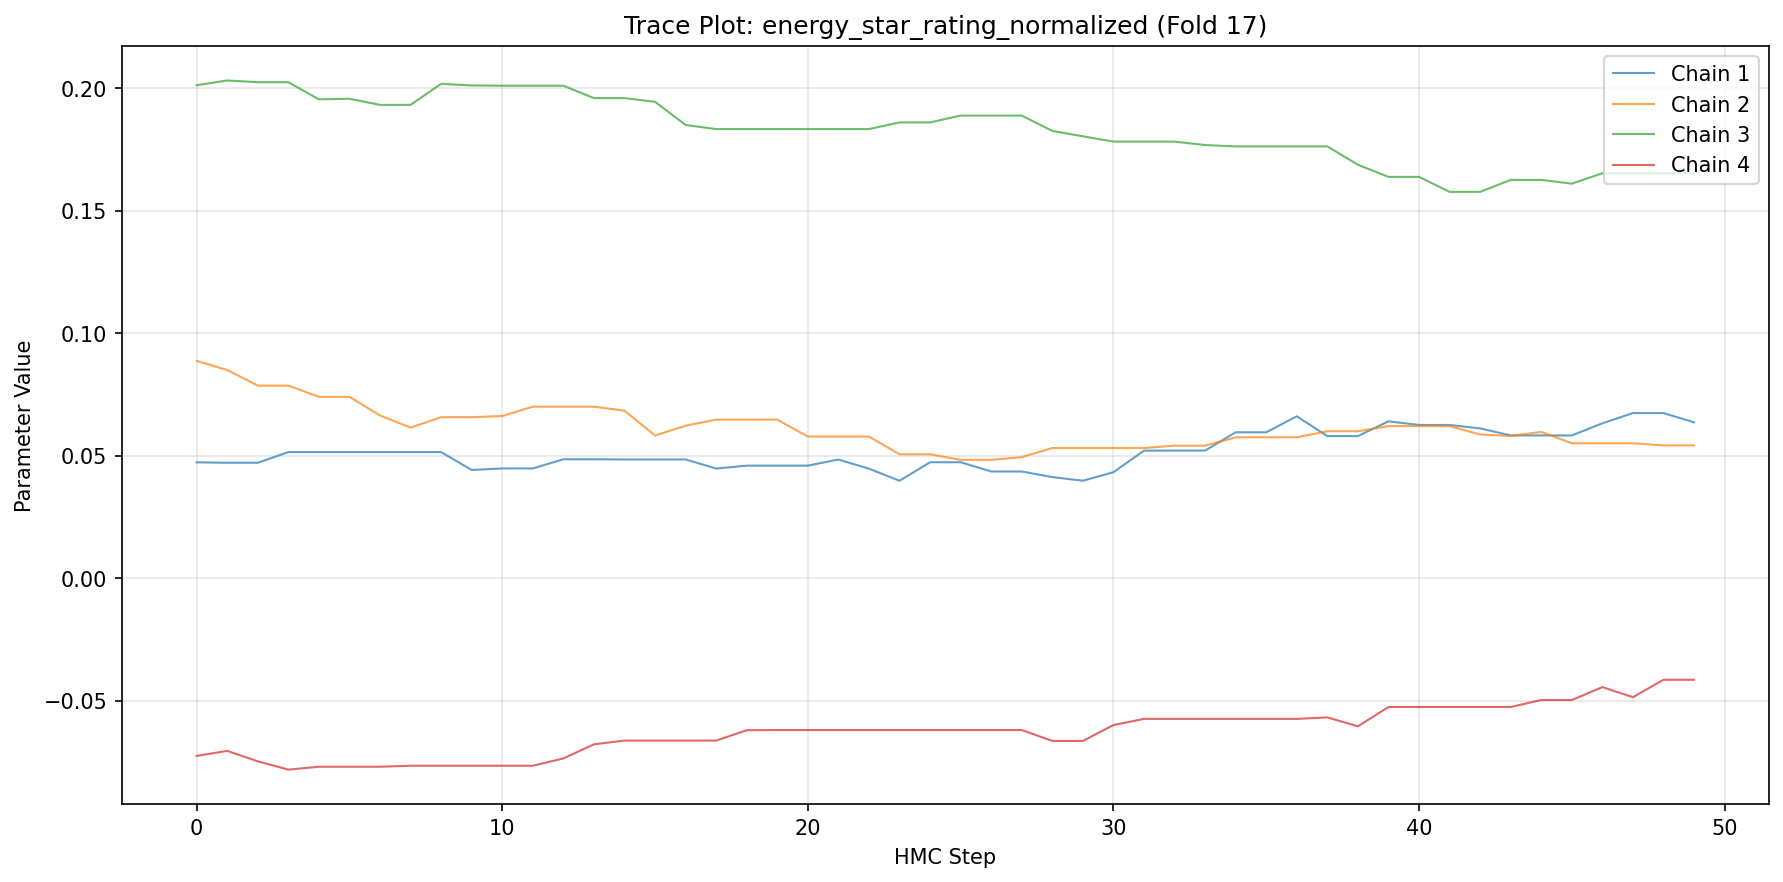 Trace Plot: energy_star_rating_normalized (Fold 17)
Chain 1
Chain 2
Chain 3
Chain 4
Parameter Value
0.20
0.15
0.10
0.05
0.00
−0.05
0
10
20
30
40
50
HMC Step